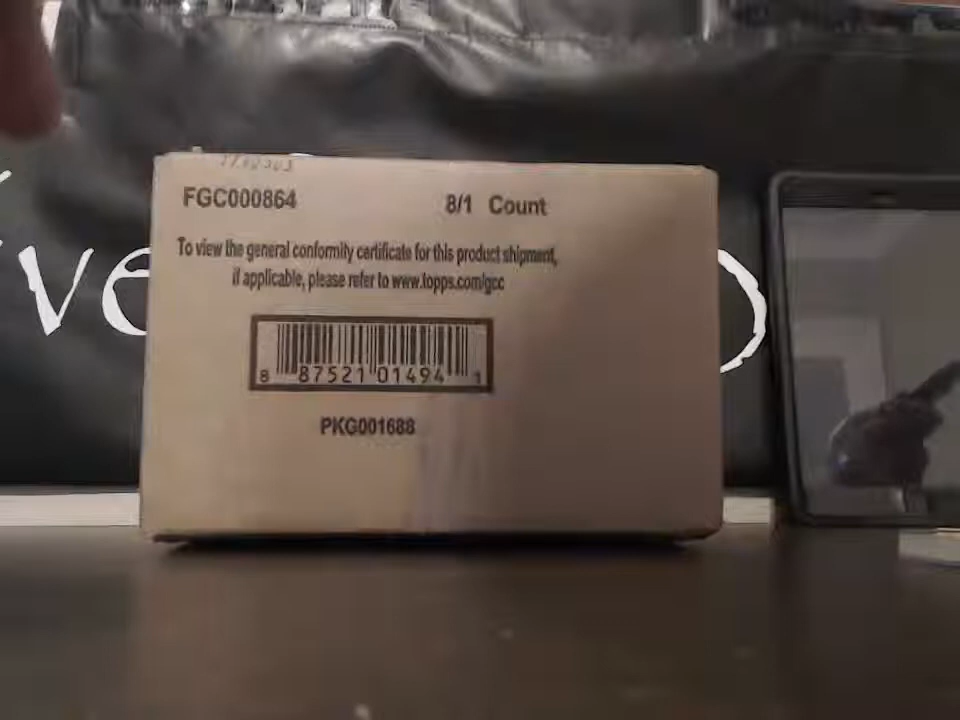 FGC000864 8/1 Count
To view the general conformity certificate for this product shipment,
if applicable, please refer to www.topps.com/gcc
8 87521 01494 1
PKG001688
ve